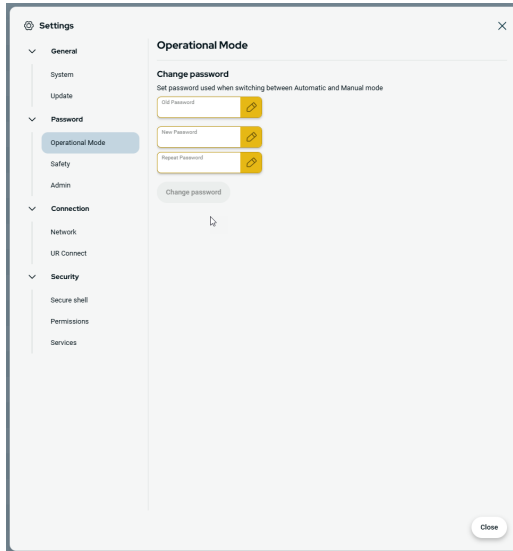 Settings
General
System
Update
Password
Operational Mode
Safety
Admin
Connection
Network
UR Connect
Security
Secure shell
Permissions
Services
Operational Mode
Change password
Set password used when switching between Automatic and Manual mode
Old Password
New Password
Repeat Password
Change password
Close